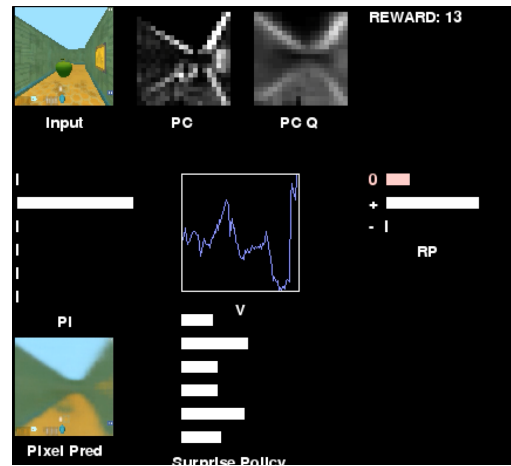 REWARD: 13
Input
PC
PC Q
0
+
-
RP
V
PI
Pixel Pred
Surprise Policy